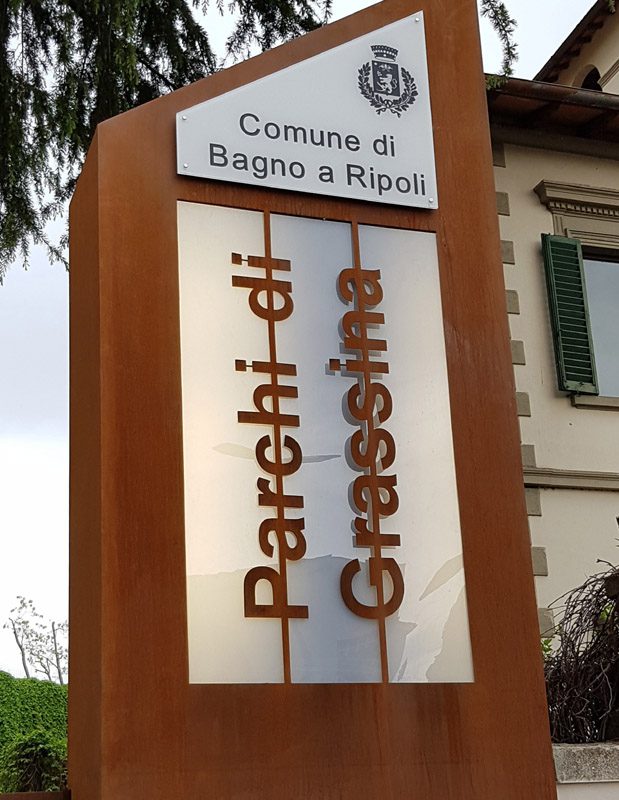 Comune di
Bagno a Ripoli
Parchi di
Grassina